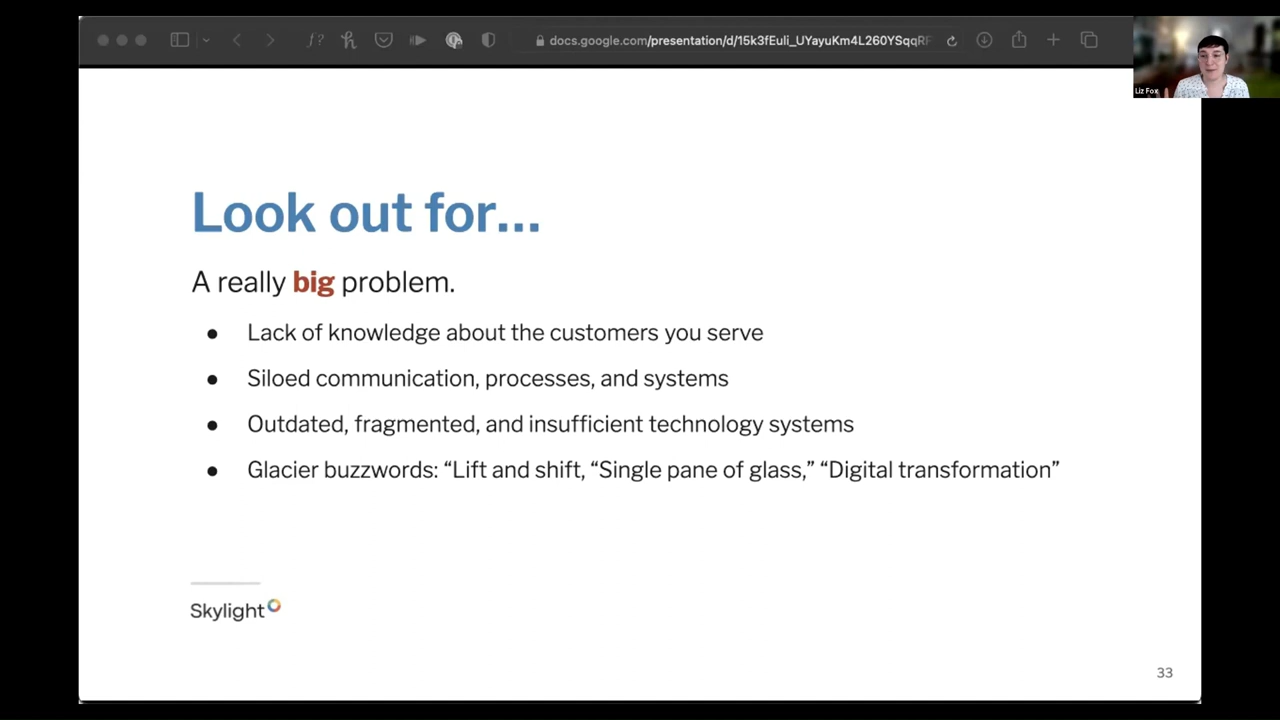 docs.google.com/presentation/d/15k3fEuli_UYayuKm4L260YSqqRF
Liz Fox
Look out for...
A really big problem.
● Lack of knowledge about the customers you serve
● Siloed communication, processes, and systems
● Outdated, fragmented, and insufficient technology systems
● Glacier buzzwords: “Lift and shift, “Single pane of glass,” “Digital transformation”
Skylight
33